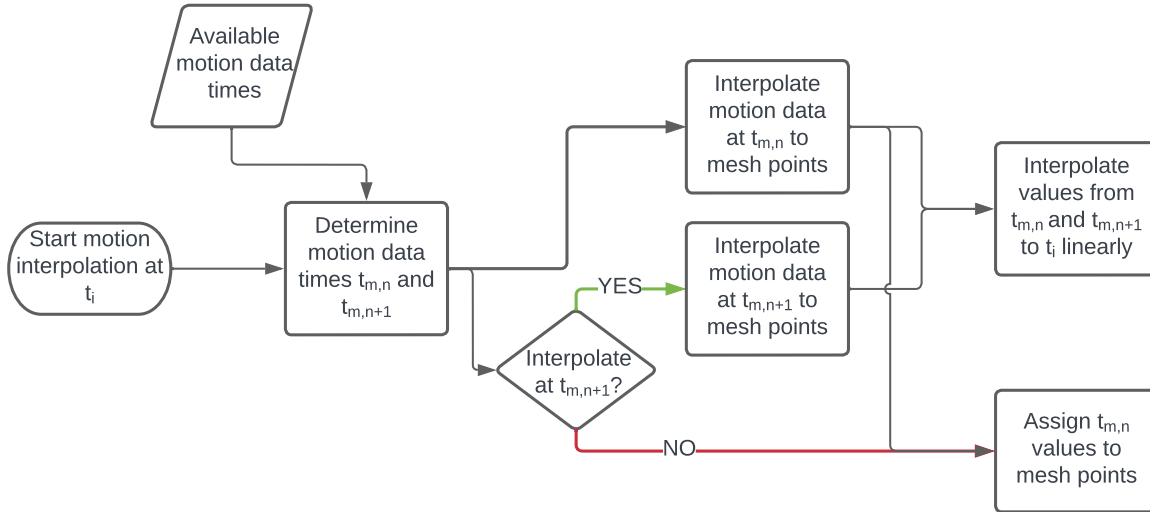 Available
motion data
times
Start motion
interpolation at
tᵢ
Determine
motion data
times tₘ,ₙ and
tₘ,ₙ₊₁
Interpolate
motion data
at tₘ,ₙ to
mesh points
YES
Interpolate
motion data
at tₘ,ₙ₊₁ to
mesh points
Interpolate
at tₘ,ₙ₊₁?
NO
Interpolate
values from
tₘ,ₙ and tₘ,ₙ₊₁
to tᵢ linearly
Assign tₘ,ₙ
values to
mesh points